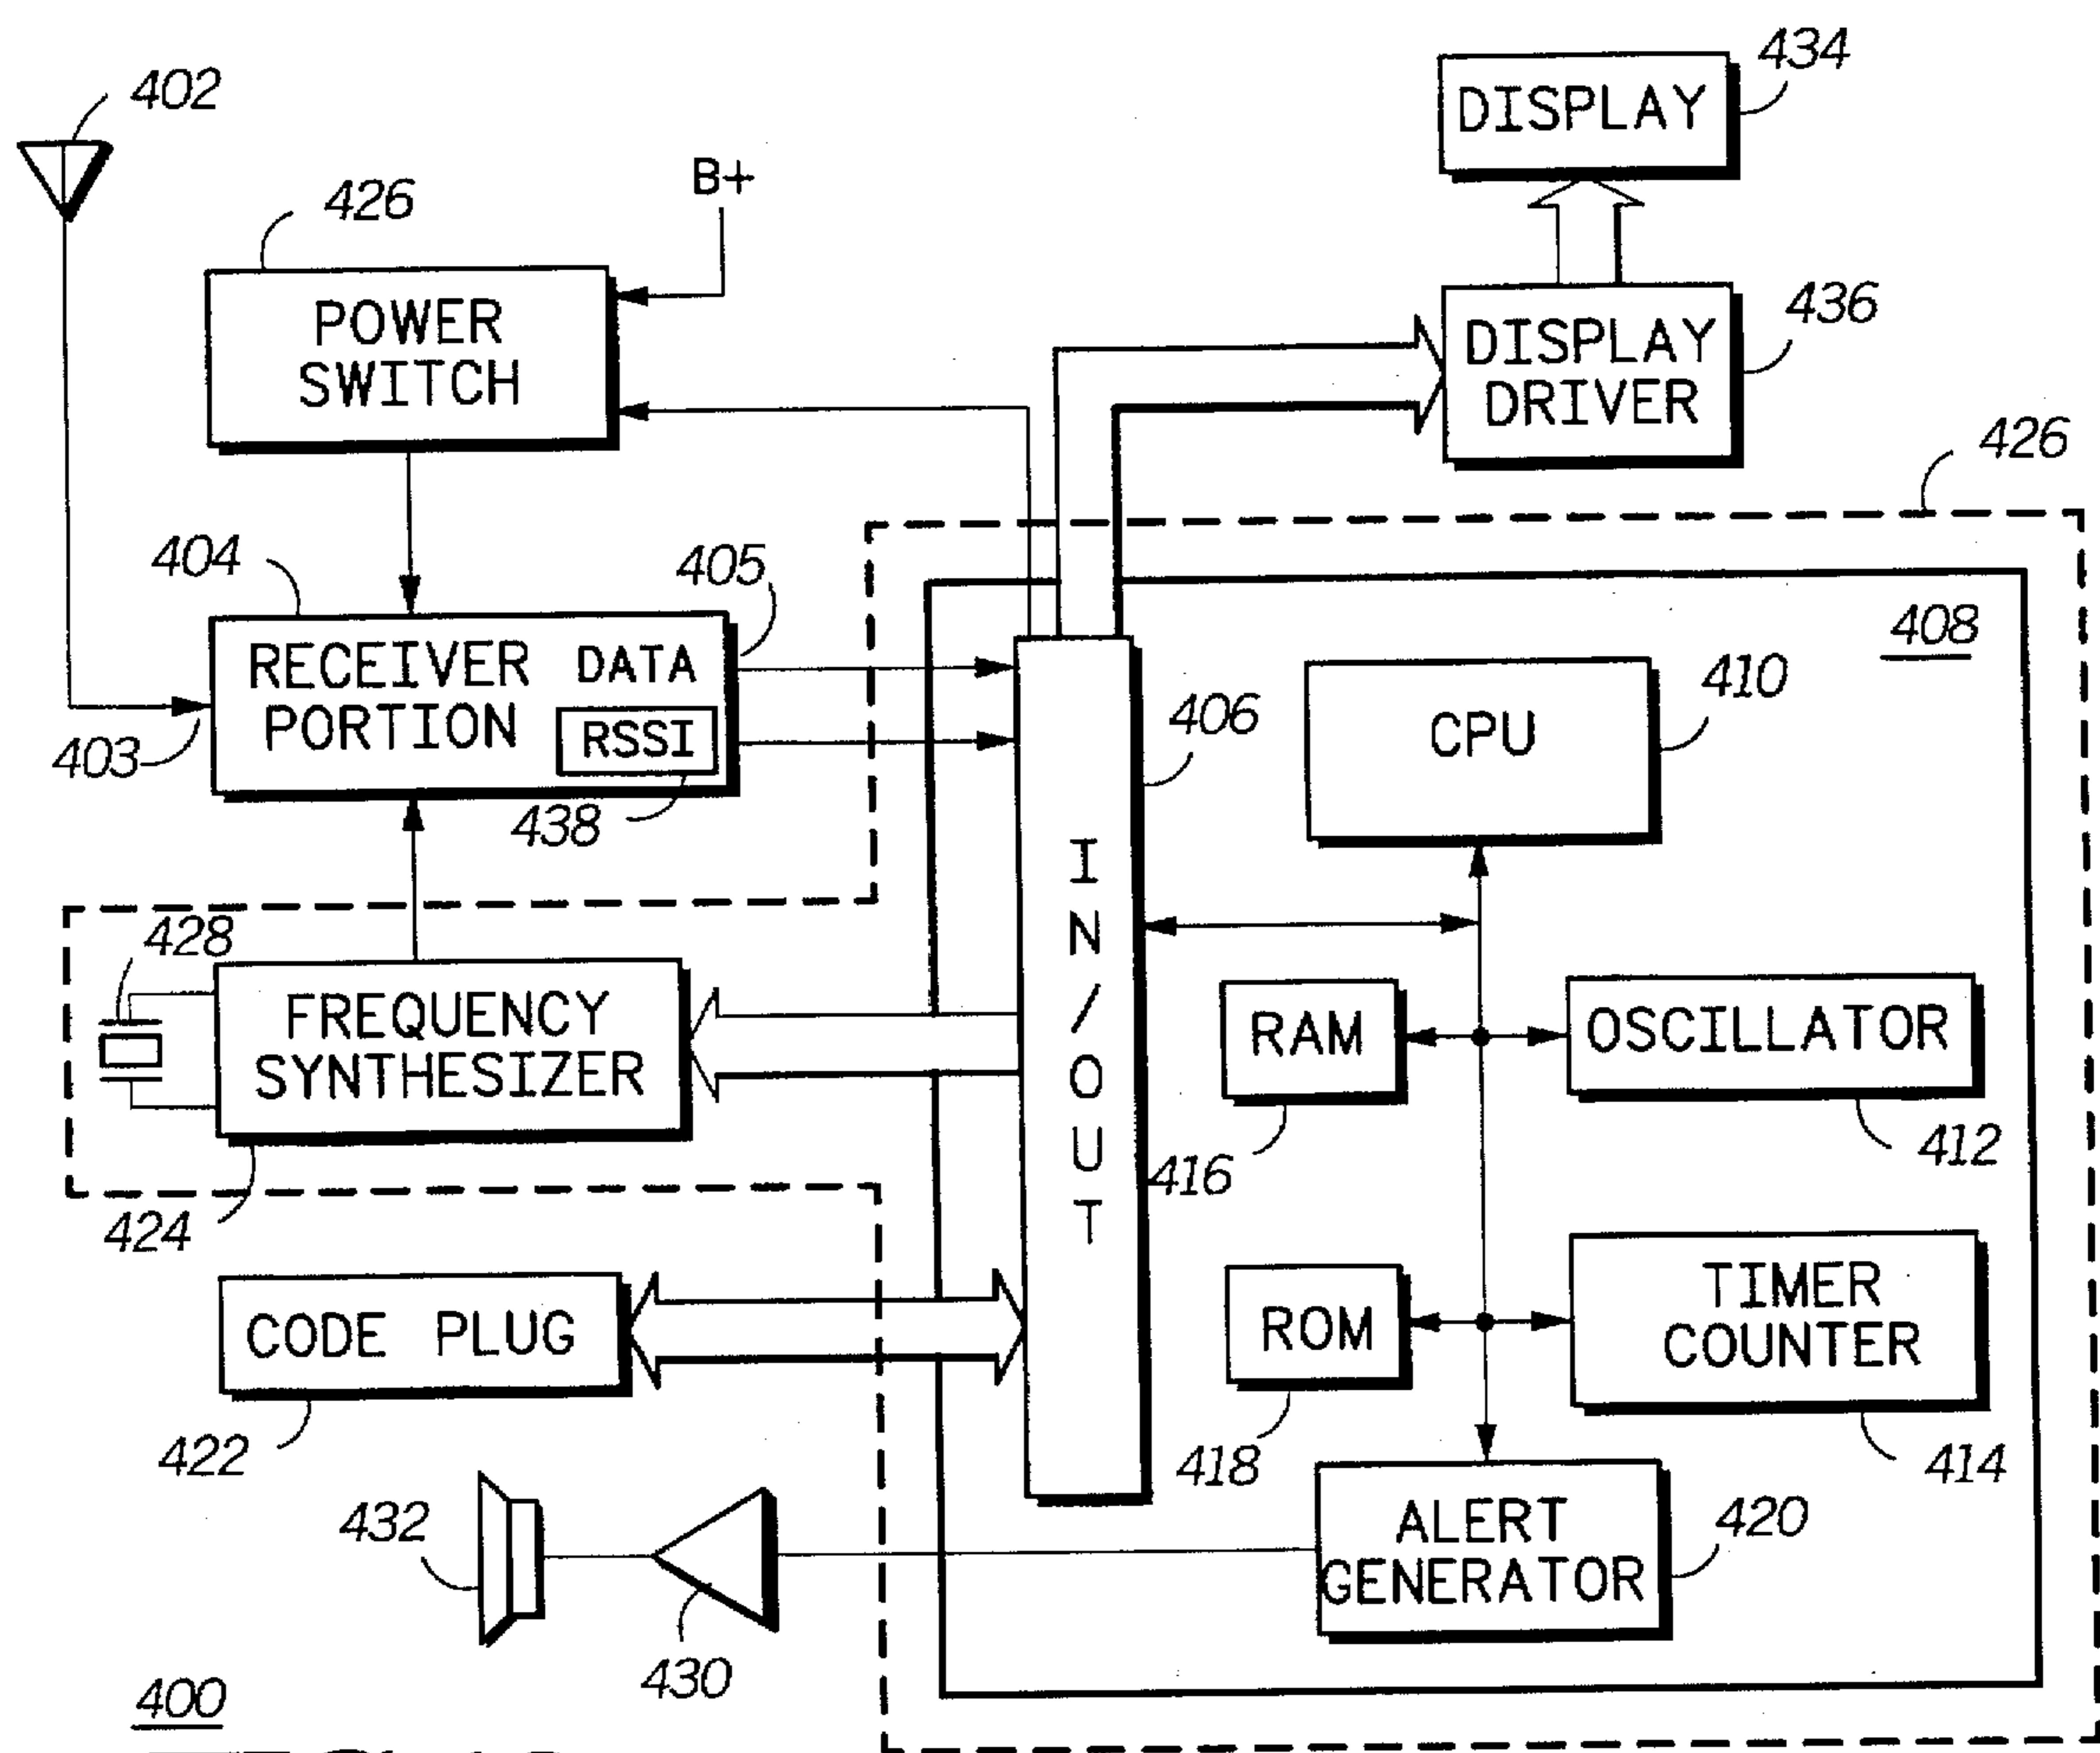 402
434
DISPLAY
B+
426
436
POWER
SWITCH
DISPLAY
DRIVER
426
404
405
408
RECEIVER DATA
PORTION
RSSI
403
438
406
410
CPU
IN/OUT
428
FREQUENCY
SYNTHESIZER
RAM
OSCILLATOR
416
412
424
CODE PLUG
ROM
TIMER
COUNTER
422
418
414
432
ALERT
GENERATOR
420
430
400